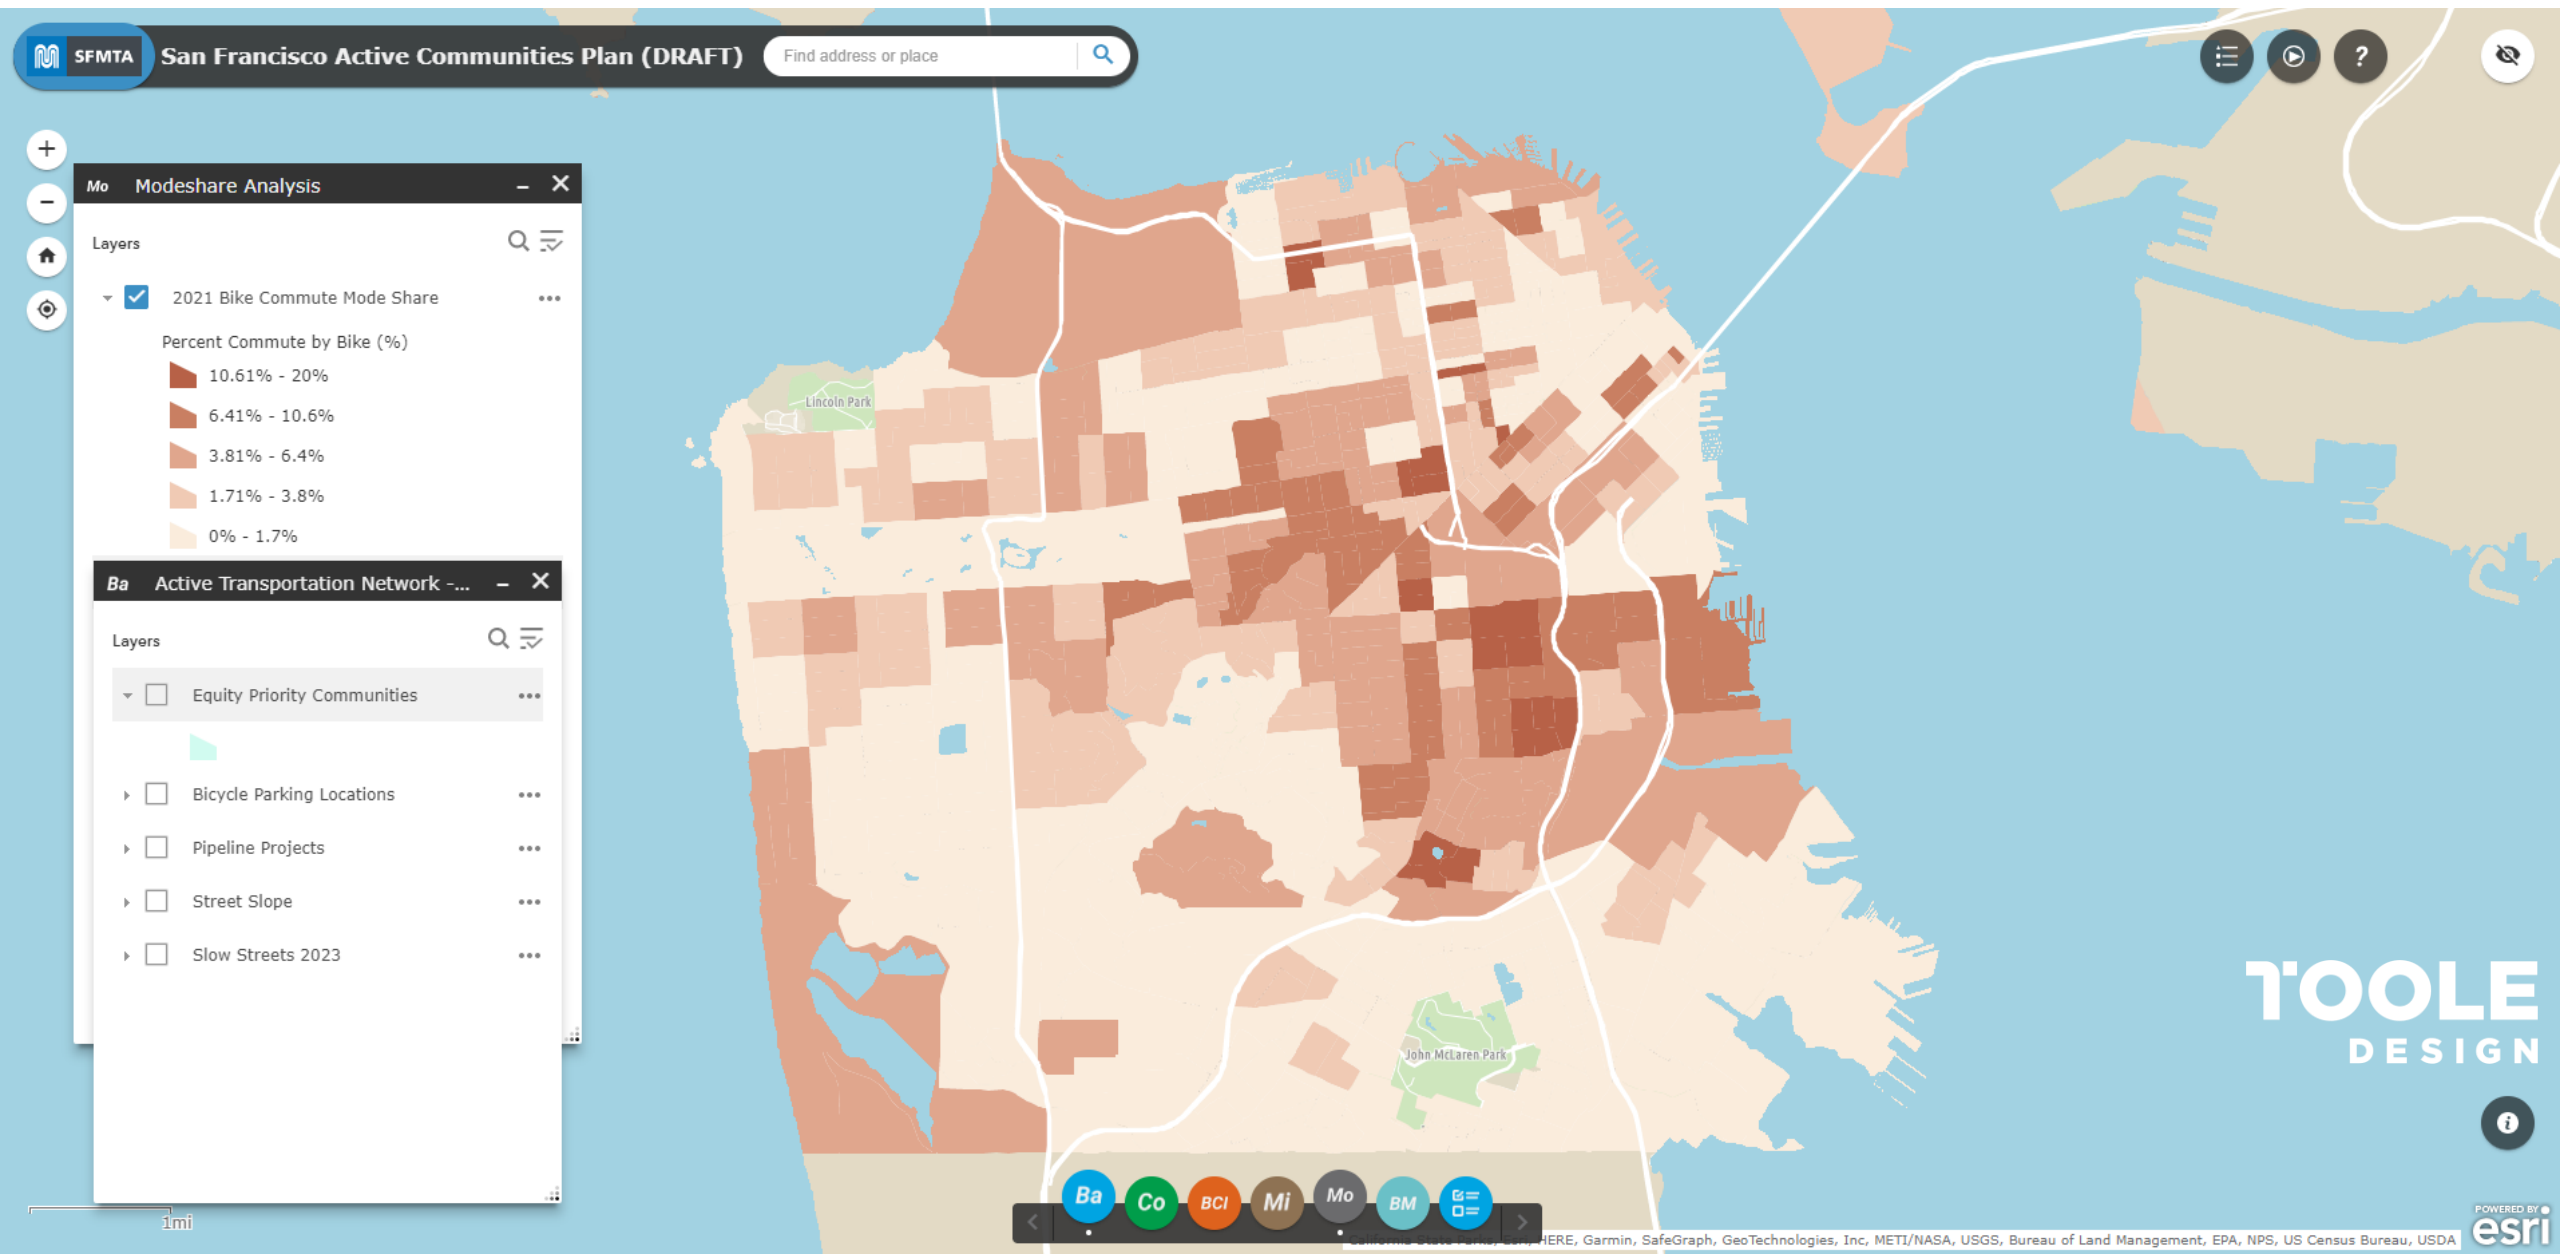 SFMTA
San Francisco Active Communities Plan (DRAFT)
Find address or place
?
Mo Modeshare Analysis
Layers
2021 Bike Commute Mode Share
Percent Commute by Bike (%)
10.61% - 20%
6.41% - 10.6%
3.81% - 6.4%
1.71% - 3.8%
0% - 1.7%
Ba Active Transportation Network -...
Layers
Equity Priority Communities
Bicycle Parking Locations
Pipeline Projects
Street Slope
Slow Streets 2023
1mi
Lincoln Park
John McLaren Park
TOOLE
DESIGN
Ba Co BCI Mi Mo BM
California State Parks, Esri, HERE, Garmin, SafeGraph, GeoTechnologies, Inc, METI/NASA, USGS, Bureau of Land Management, EPA, NPS, US Census Bureau, USDA
POWERED BY
esri